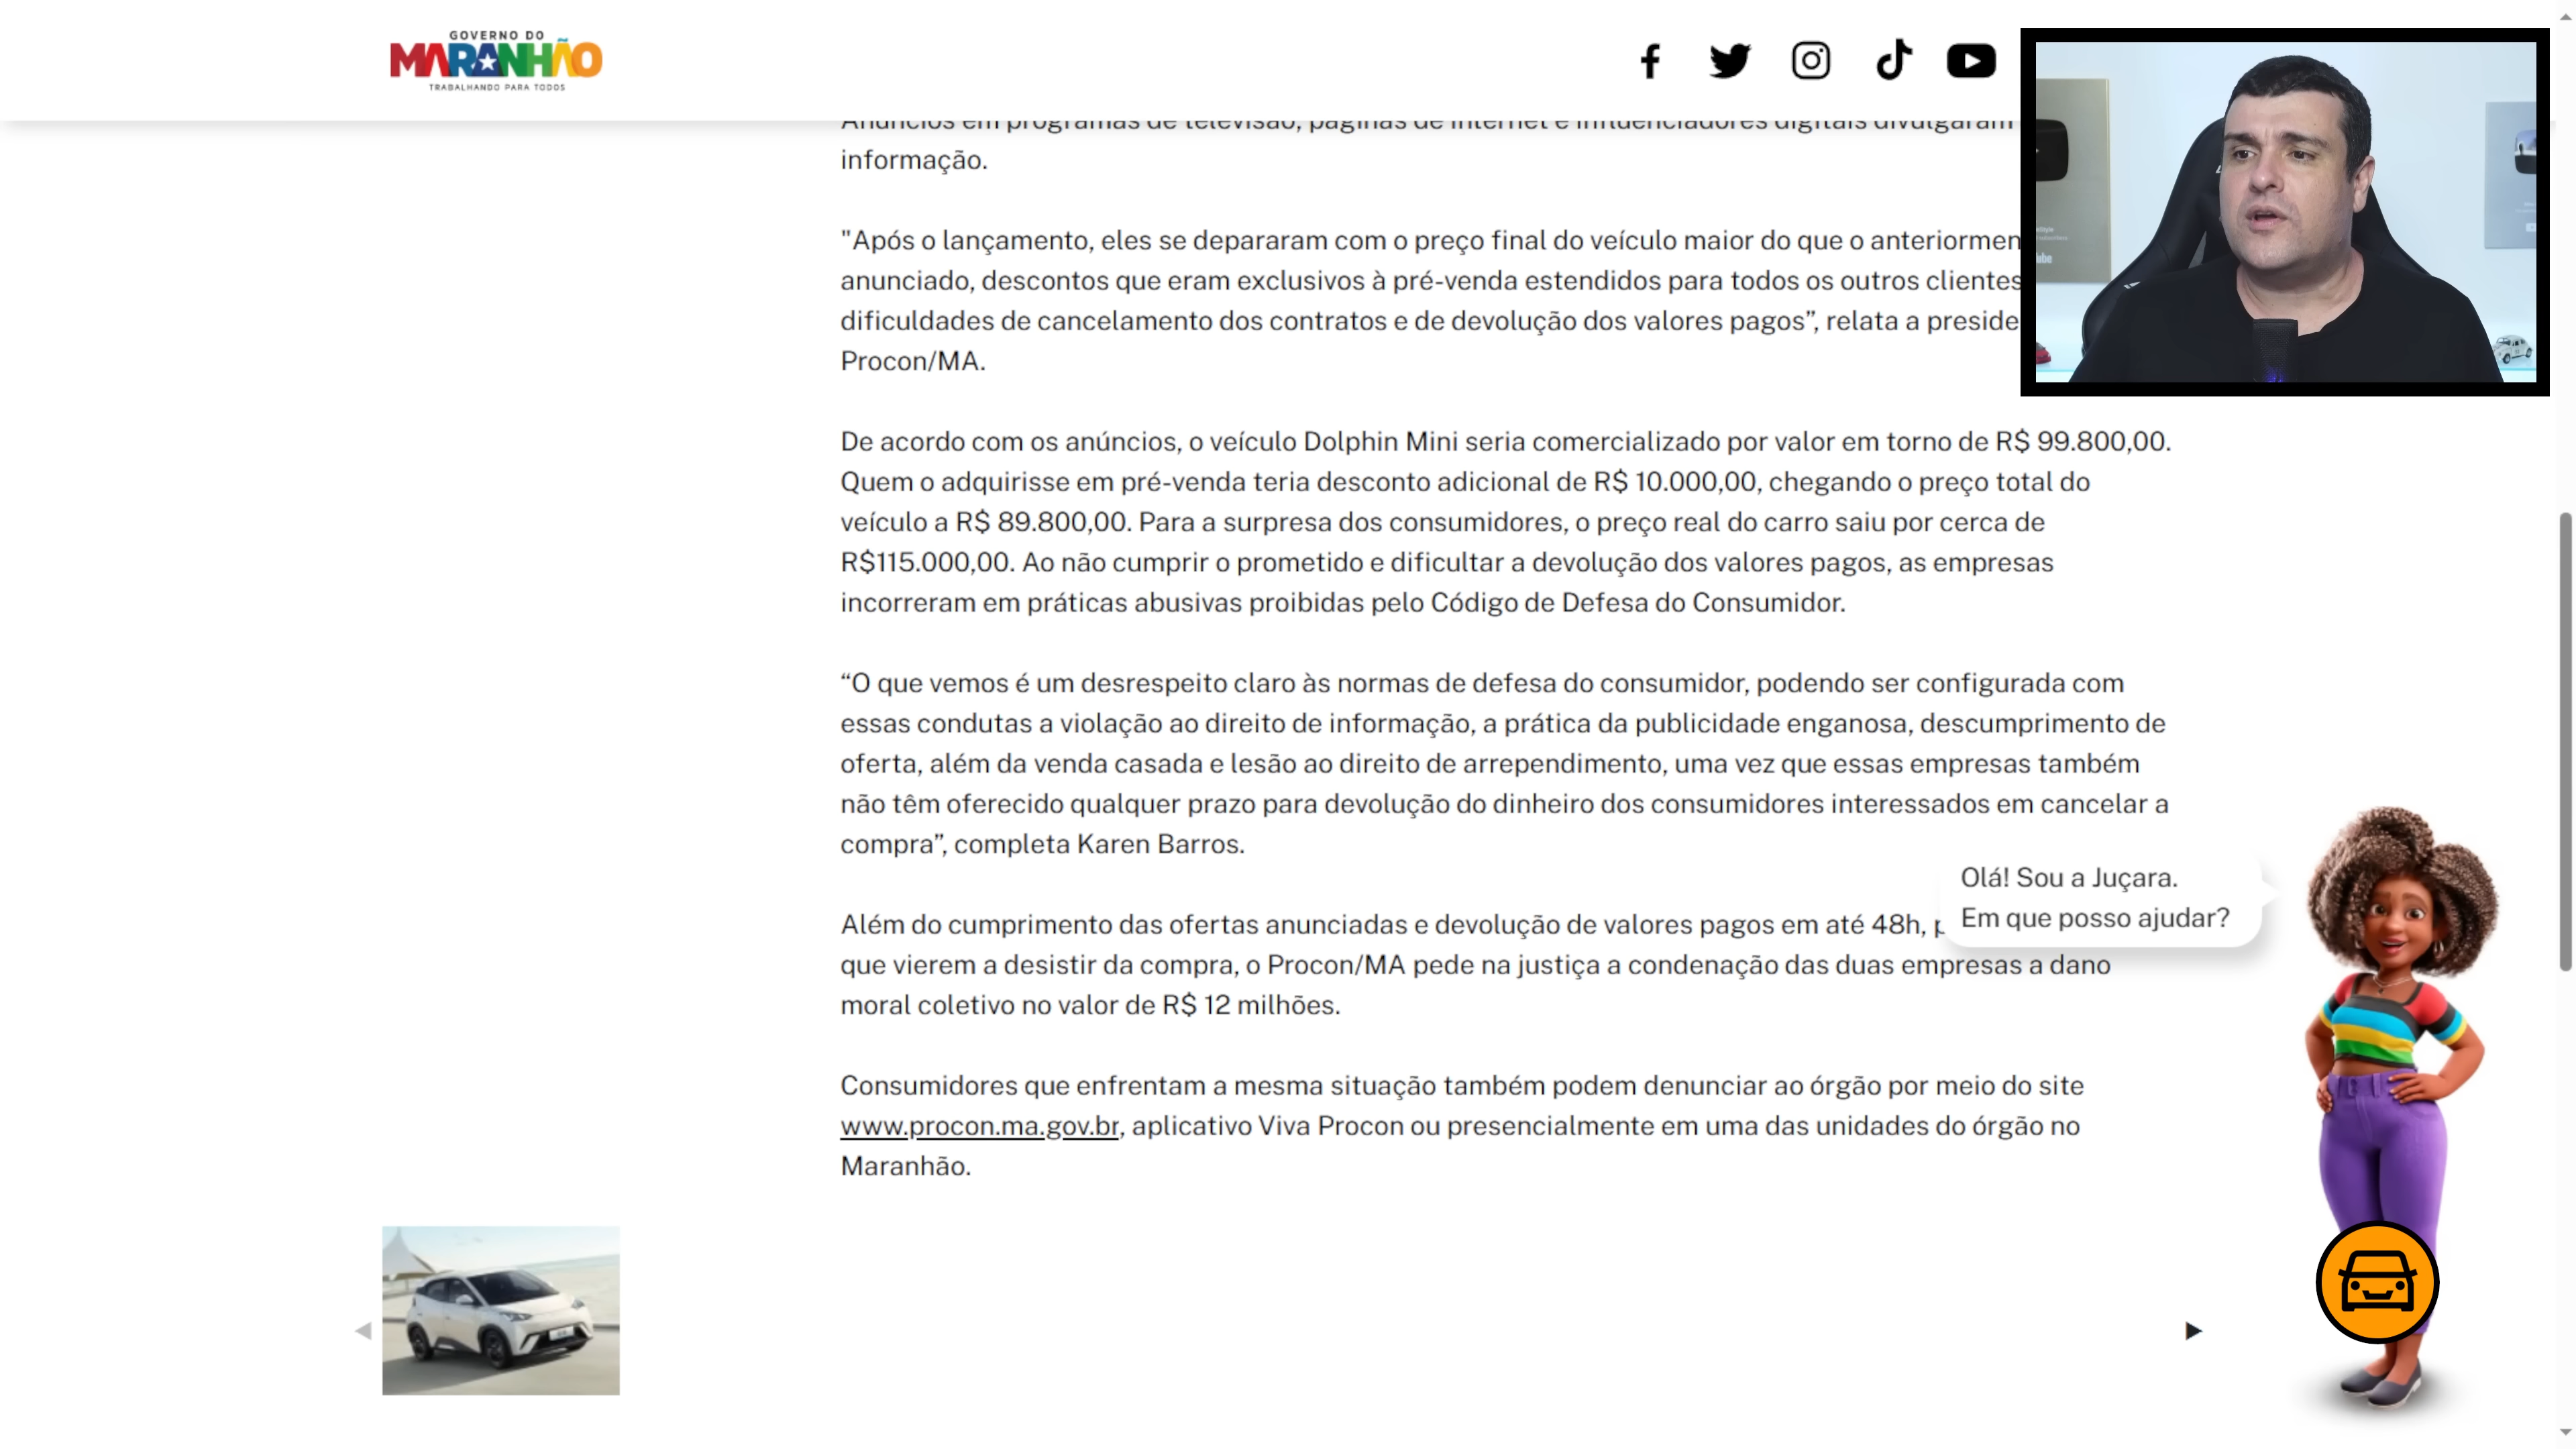 GOVERNO DO
MARANHÃO
TRABALHANDO PARA TODOS
Anúncios em programas de televisão, páginas de internet e influenciadores digitais divulgaram
informação.
"Após o lançamento, eles se depararam com o preço final do veículo maior do que o anteriormen
anunciado, descontos que eram exclusivos à pré-venda estendidos para todos os outros clientes
dificuldades de cancelamento dos contratos e de devolução dos valores pagos”, relata a preside
Procon/MA.
De acordo com os anúncios, o veículo Dolphin Mini seria comercializado por valor em torno de R$ 99.800,00.
Quem o adquirisse em pré-venda teria desconto adicional de R$ 10.000,00, chegando o preço total do
veículo a R$ 89.800,00. Para a surpresa dos consumidores, o preço real do carro saiu por cerca de
R$115.000,00. Ao não cumprir o prometido e dificultar a devolução dos valores pagos, as empresas
incorreram em práticas abusivas proibidas pelo Código de Defesa do Consumidor.
“O que vemos é um desrespeito claro às normas de defesa do consumidor, podendo ser configurada com
essas condutas a violação ao direito de informação, a prática da publicidade enganosa, descumprimento de
oferta, além da venda casada e lesão ao direito de arrependimento, uma vez que essas empresas também
não têm oferecido qualquer prazo para devolução do dinheiro dos consumidores interessados em cancelar a
compra”, completa Karen Barros.
Olá! Sou a Juçara.
Em que posso ajudar?
Além do cumprimento das ofertas anunciadas e devolução de valores pagos em até 48h, p
que vierem a desistir da compra, o Procon/MA pede na justiça a condenação das duas empresas a dano
moral coletivo no valor de R$ 12 milhões.
Consumidores que enfrentam a mesma situação também podem denunciar ao órgão por meio do site
www.procon.ma.gov.br, aplicativo Viva Procon ou presencialmente em uma das unidades do órgão no
Maranhão.